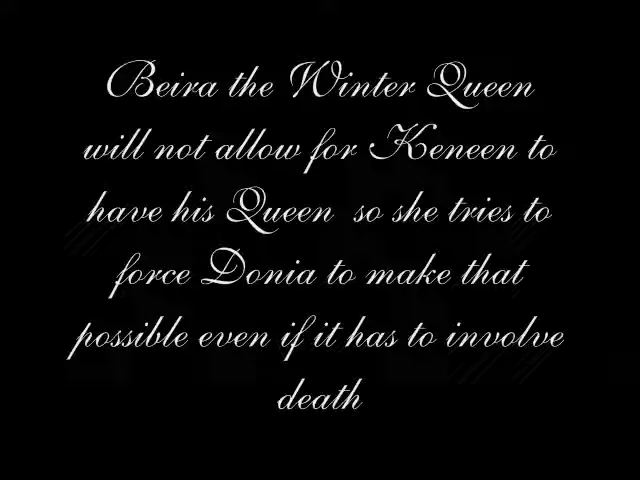 Beira the Winter Queen
will not allow for Keneen to
have his Queen so she tries to
force Donia to make that
possible even if it has to involve
death